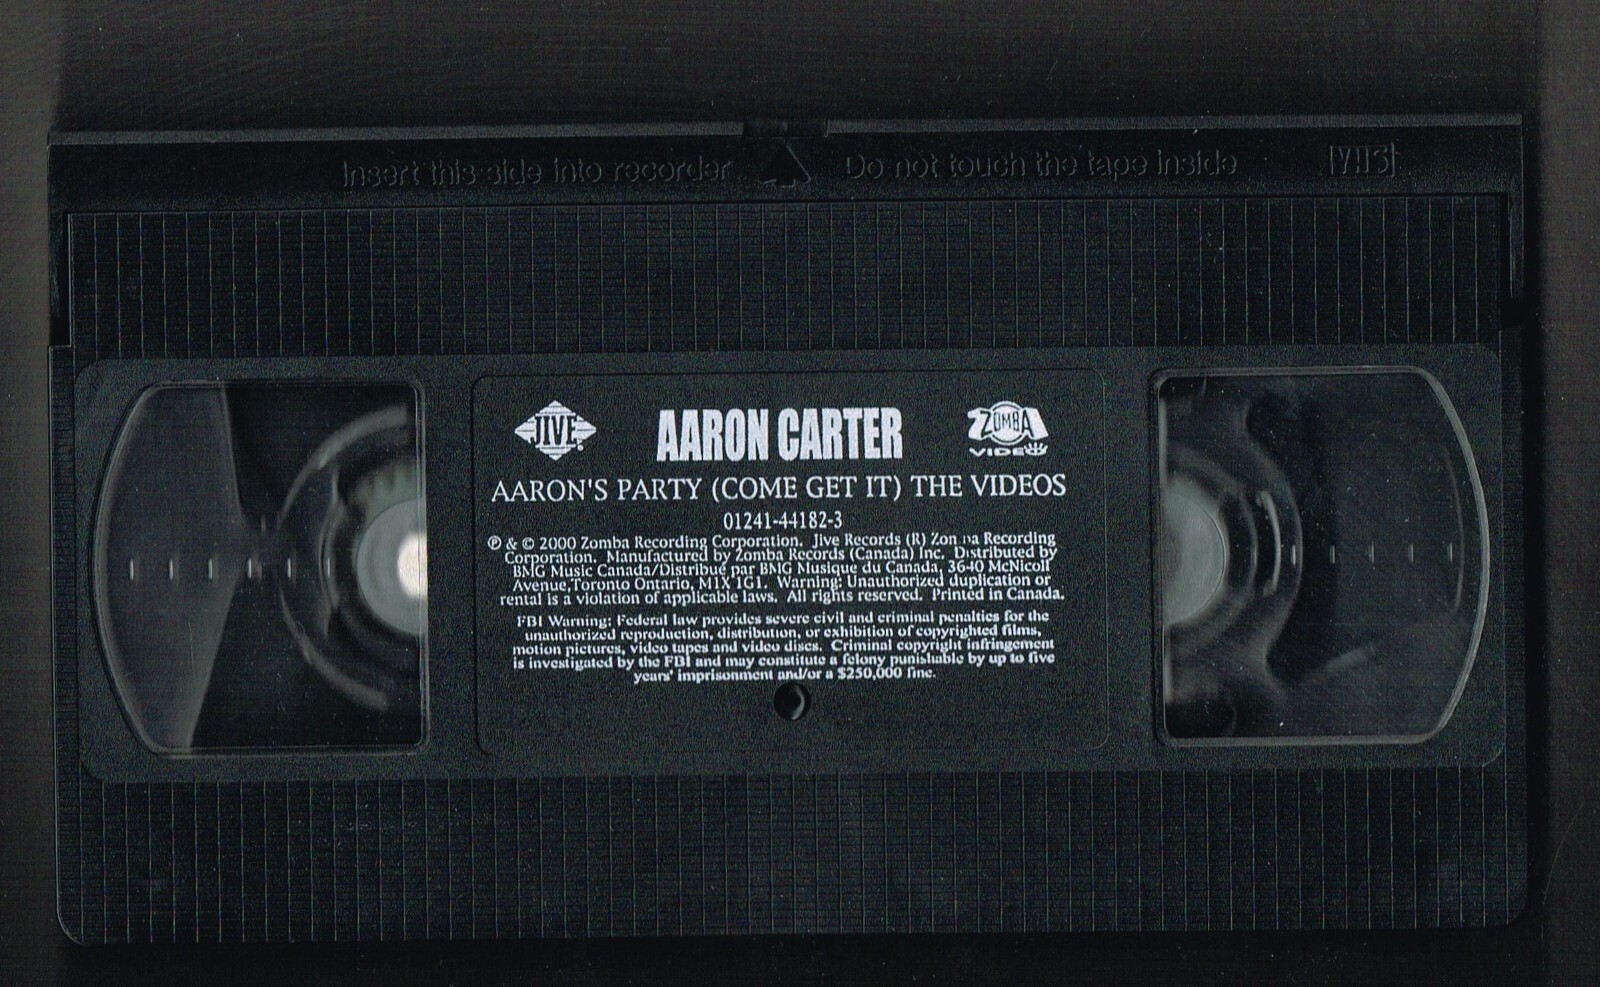 Insert this side into recorder Do not touch the tape inside VHS
JIVE AARON CARTER ZOMBA VIDEO
AARON'S PARTY (COME GET IT) THE VIDEOS
01241-44182-3
℗ & © 2000 Zomba Recording Corporation. Jive Records (R) Zomba Recording
Corporation. Manufactured by Zomba Records (Canada) Inc. Distributed by
BMG Music Canada/Distribué par BMG Musique du Canada, 3640 McNicoll
Avenue,Toronto Ontario, M1X 1G1. Warning: Unauthorized duplication or
rental is a violation of applicable laws. All rights reserved. Printed in Canada.
FBI Warning: Federal law provides severe civil and criminal penalties for the
unauthorized reproduction, distribution, or exhibition of copyrighted films,
motion pictures, video tapes and video discs. Criminal copyright infringement
is investigated by the FBI and may constitute a felony punishable by up to five
years' imprisonment and/or a $250,000 fine.